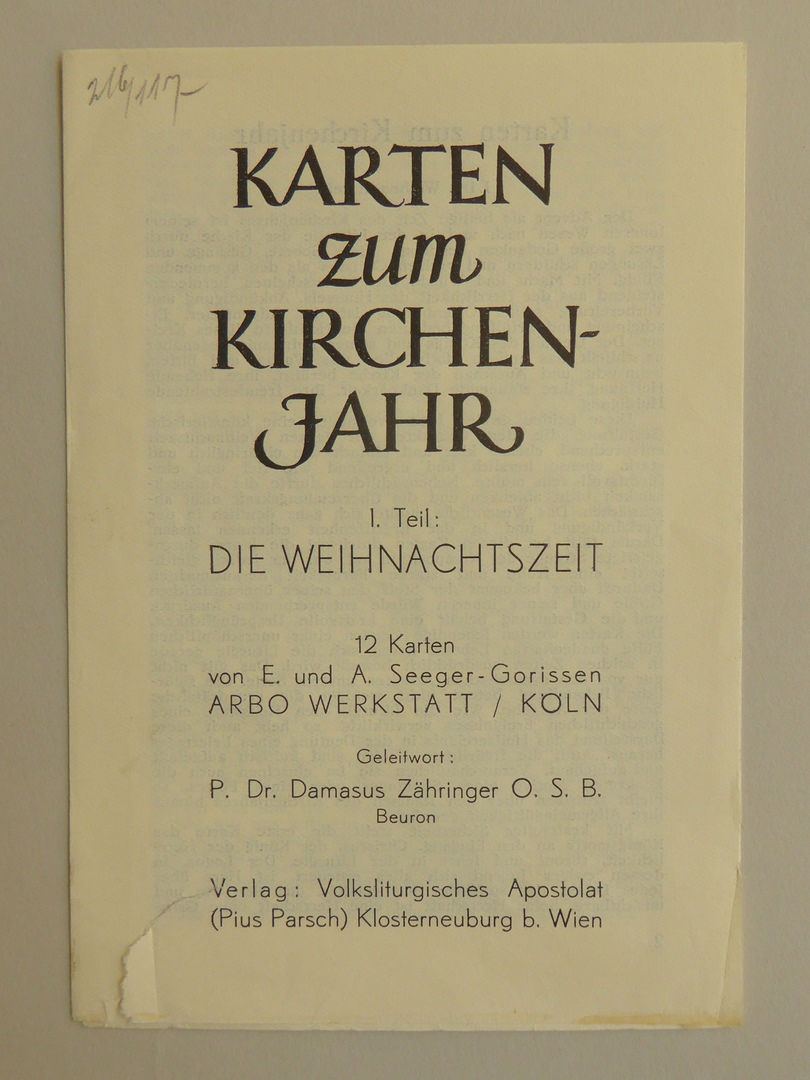 216/117
KARTEN
zum
KIRCHEN-
JAHR
1. Teil:
DIE WEIHNACHTSZEIT
12 Karten
von E. und A. Seeger-Gorissen
ARBO WERKSTATT / KÖLN
Geleitwort:
P. Dr. Damasus Zähringer O. S. B.
Beuron
Verlag: Volksliturgisches Apostolat
(Pius Parsch) Klosterneuburg b. Wien